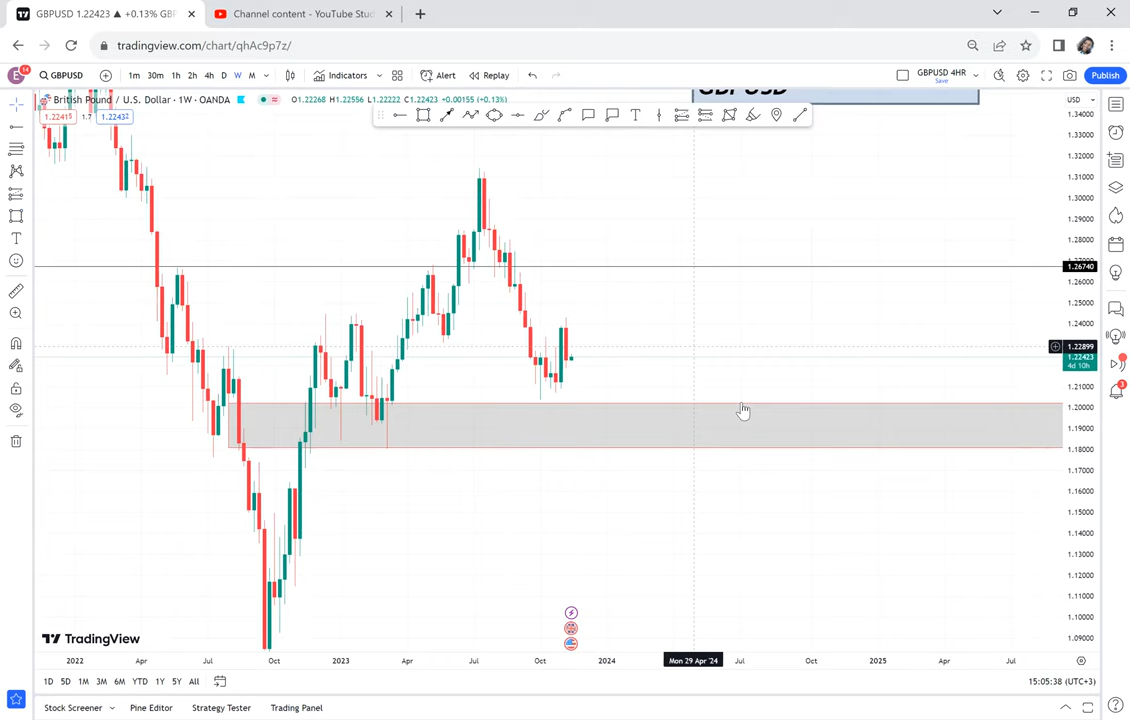 GBPUSD 1.22423 ▲ +0.13% GBP
Channel content - YouTube Stud
tradingview.com/chart/qhAc9p7z/
E
14
GBPUSD
1m 30m 1h 2h 4h D W M
Indicators
Alert
Replay
GBPUSD 4HR
Save
Publish
British Pound / U.S. Dollar · 1W · OANDA
O1.22268 H1.22556 L1.22222 C1.22423 +0.00155 (+0.13%)
1.22415 1.7 1.22432
GBPUSD
USD
1.34000
1.33000
1.32000
1.31000
1.30000
1.29000
1.28000
1.27000
1.26740
1.26000
1.25000
1.24000
1.22899
1.22423
4d 10h
1.21000
1.20000
1.19000
1.18000
1.17000
1.16000
1.15000
1.14000
1.13000
1.12000
1.11000
1.10000
1.09000
3
TradingView
2022 Apr Jul Oct 2023 Apr Jul Oct 2024 Mon 29 Apr '24 Jul Oct 2025 Apr Jul
1D 5D 1M 3M 6M YTD 1Y 5Y All
15:05:38 (UTC+3)
Stock Screener Pine Editor Strategy Tester Trading Panel